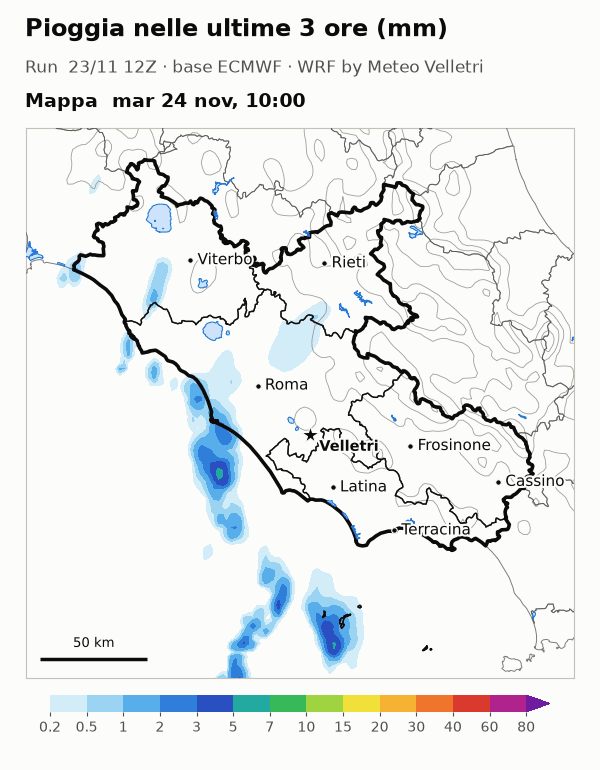 Pioggia nelle ultime 3 ore (mm)
Run  23/11 12Z · base ECMWF · WRF by Meteo Velletri
Mappa  mar 24 nov, 10:00
Viterbo
Rieti
Roma
Velletri
Frosinone
Latina
Cassino
Terracina
50 km
0.2 0.5 1 2 3 5 7 10 15 20 30 40 60 80